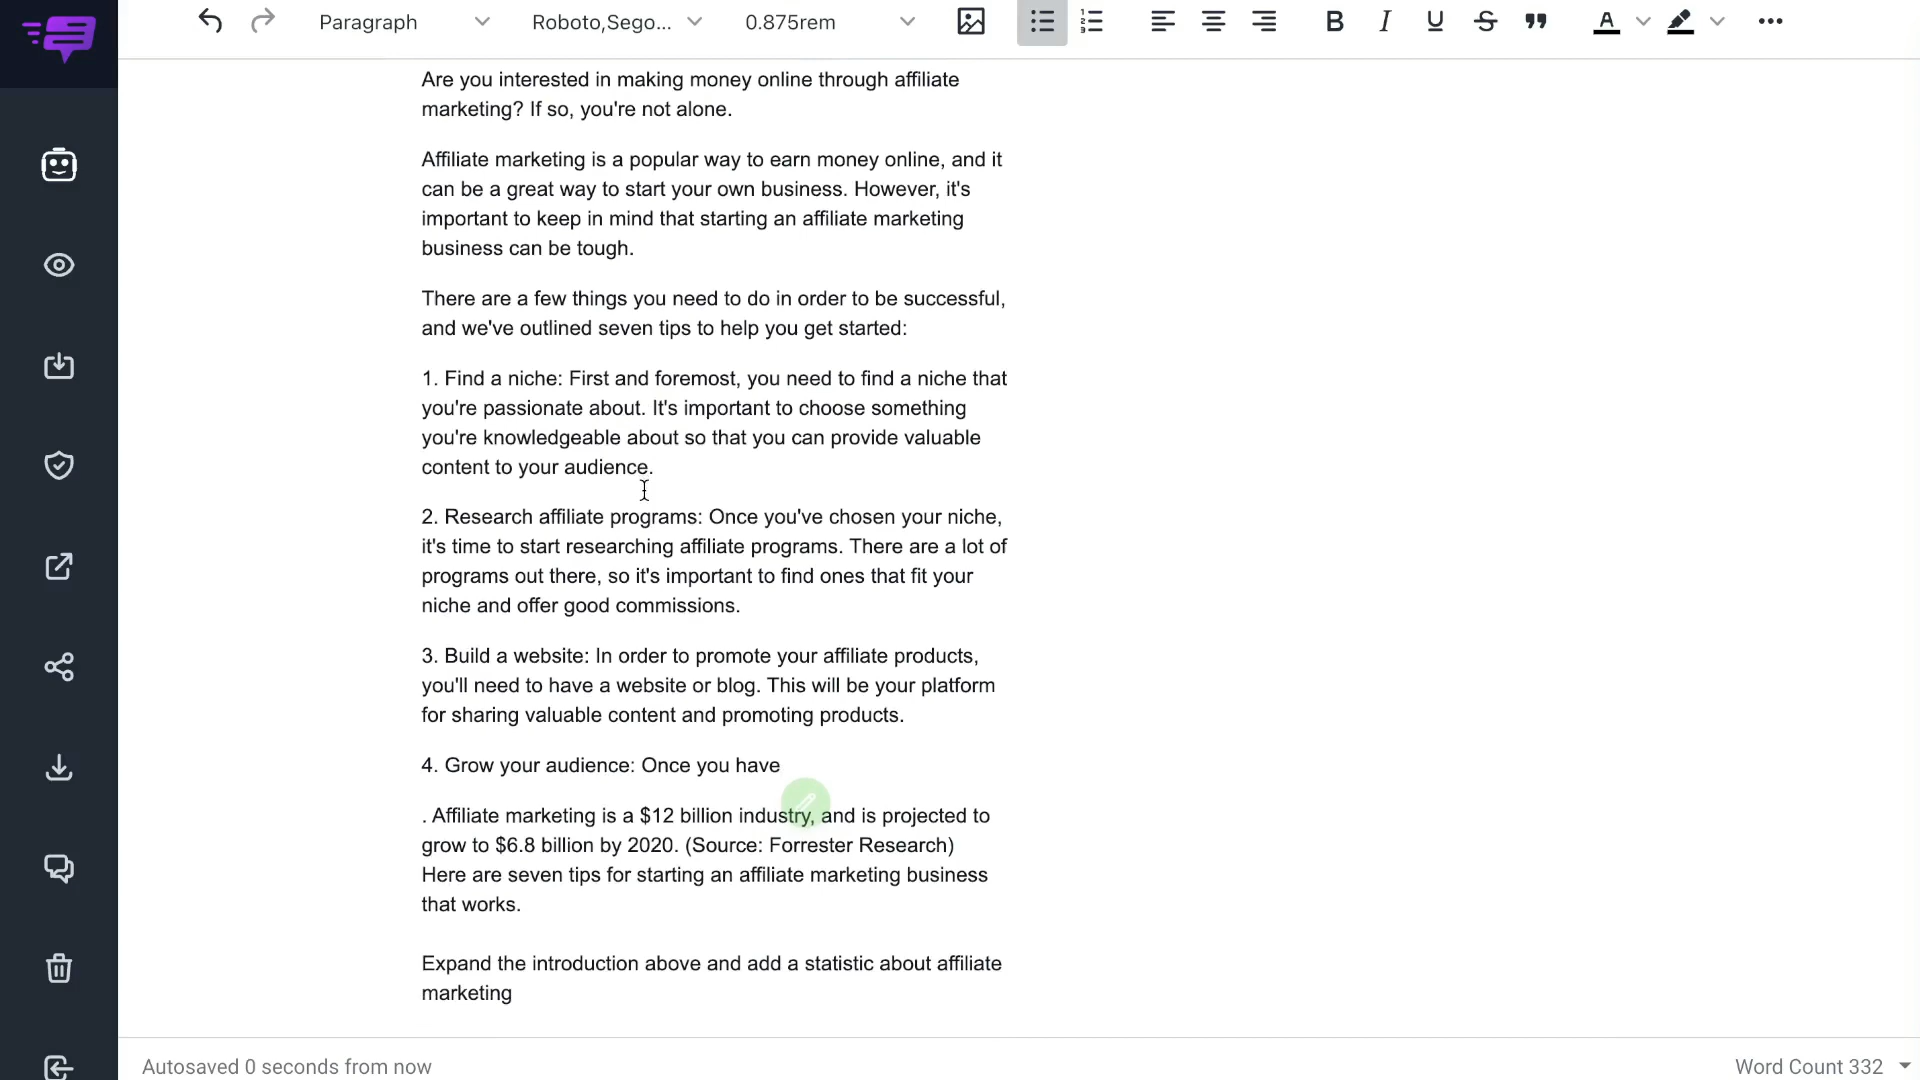 Paragraph Roboto,Sego... 0.875rem B I U S A
Are you interested in making money online through affiliate
marketing? If so, you're not alone.
Affiliate marketing is a popular way to earn money online, and it
can be a great way to start your own business. However, it's
important to keep in mind that starting an affiliate marketing
business can be tough.
There are a few things you need to do in order to be successful,
and we've outlined seven tips to help you get started:
1. Find a niche: First and foremost, you need to find a niche that
you're passionate about. It's important to choose something
you're knowledgeable about so that you can provide valuable
content to your audience.
2. Research affiliate programs: Once you've chosen your niche,
it's time to start researching affiliate programs. There are a lot of
programs out there, so it's important to find ones that fit your
niche and offer good commissions.
3. Build a website: In order to promote your affiliate products,
you'll need to have a website or blog. This will be your platform
for sharing valuable content and promoting products.
4. Grow your audience: Once you have
. Affiliate marketing is a $12 billion industry, and is projected to
grow to $6.8 billion by 2020. (Source: Forrester Research)
Here are seven tips for starting an affiliate marketing business
that works.
Expand the introduction above and add a statistic about affiliate
marketing
Autosaved 0 seconds from now
Word Count 332